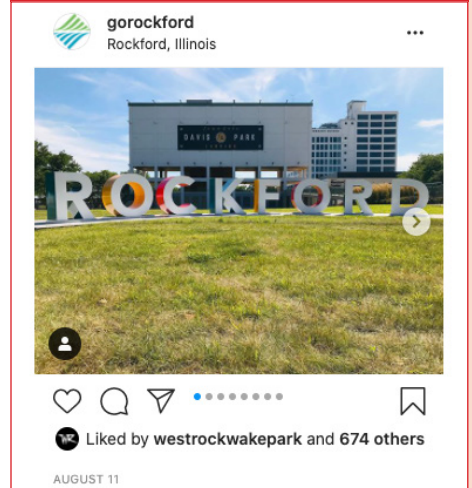 gorockford
Rockford, Illinois
DAVIS PARK
ROCKFORD
Liked by westrockwakepark and 674 others
AUGUST 11